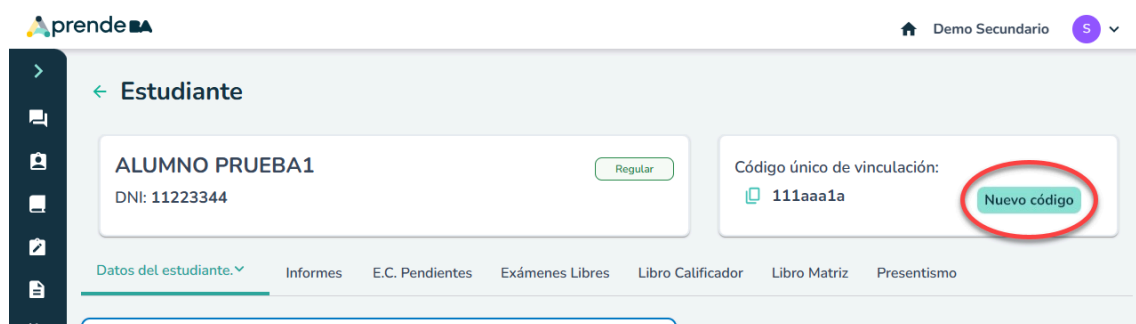 Aprende BA
Demo Secundario S
Estudiante
ALUMNO PRUEBA1
Regular
DNI: 11223344
Código único de vinculación:
111aaa1a
Nuevo código
Datos del estudiante. Informes E.C. Pendientes Exámenes Libres Libro Calificador Libro Matriz Presentismo